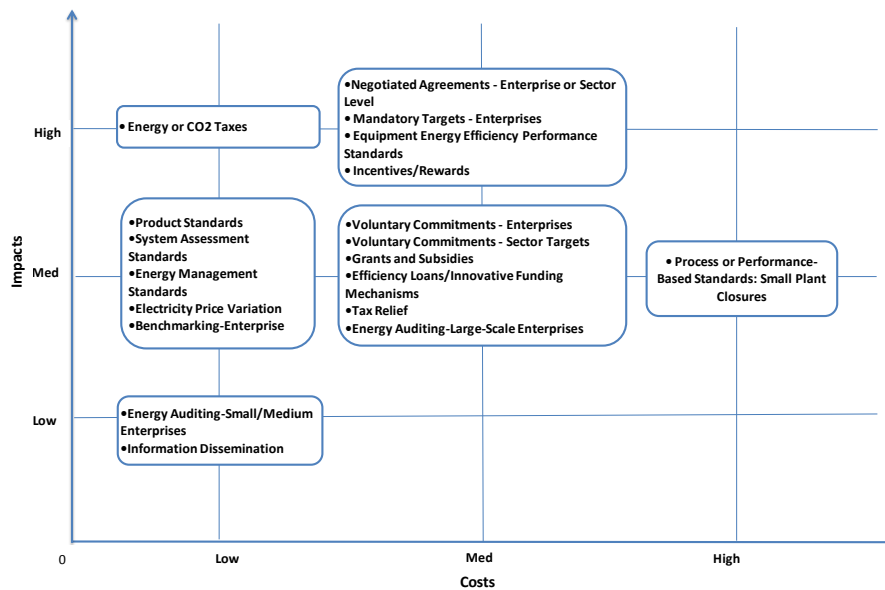 Impacts
High
Med
Low
0
•Energy or CO2 Taxes
•Negotiated Agreements - Enterprise or Sector
Level
• Mandatory Targets - Enterprises
• Equipment Energy Efficiency Performance
Standards
• Incentives/Rewards
•Product Standards
•System Assessment
Standards
•Energy Management
Standards
•Electricity Price Variation
•Benchmarking-Enterprise
•Voluntary Commitments - Enterprises
•Voluntary Commitments - Sector Targets
•Grants and Subsidies
•Efficiency Loans/Innovative Funding
Mechanisms
•Tax Relief
•Energy Auditing-Large-Scale Enterprises
• Process or Performance-
Based Standards: Small Plant
Closures
•Energy Auditing-Small/Medium
Enterprises
•Information Dissemination
Low
Med
High
Costs